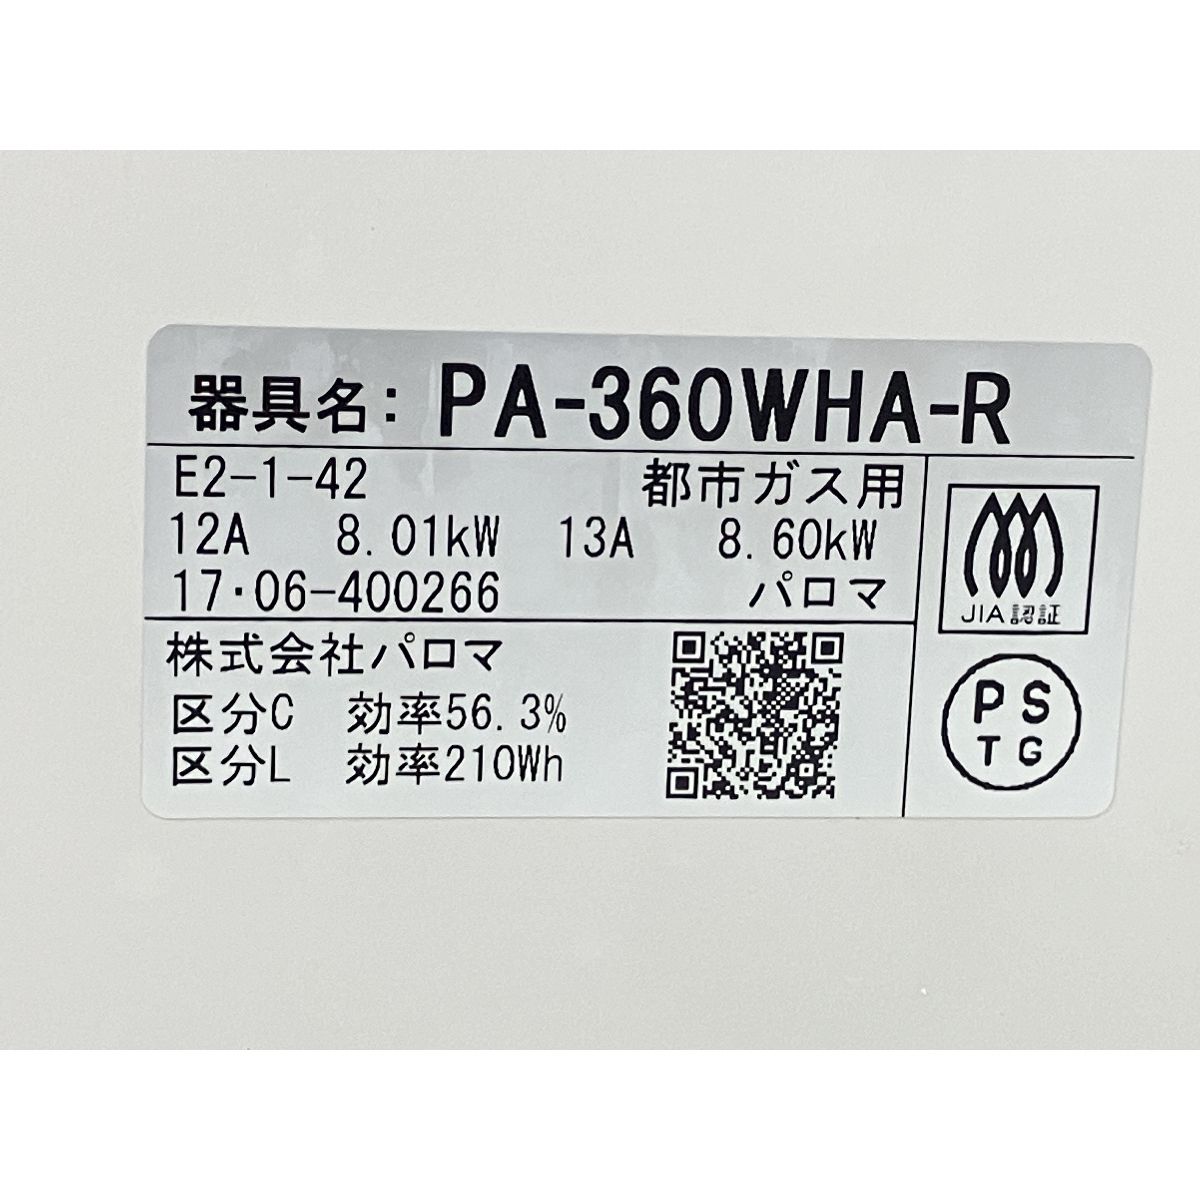 器具名: PA-360WHA-R
E2-1-42 都市ガス用
12A 8.01kW 13A 8.60kW
17・06-400266 パロマ
株式会社パロマ
区分C 効率56.3%
区分L 効率210Wh
JIA認証
PS
TG